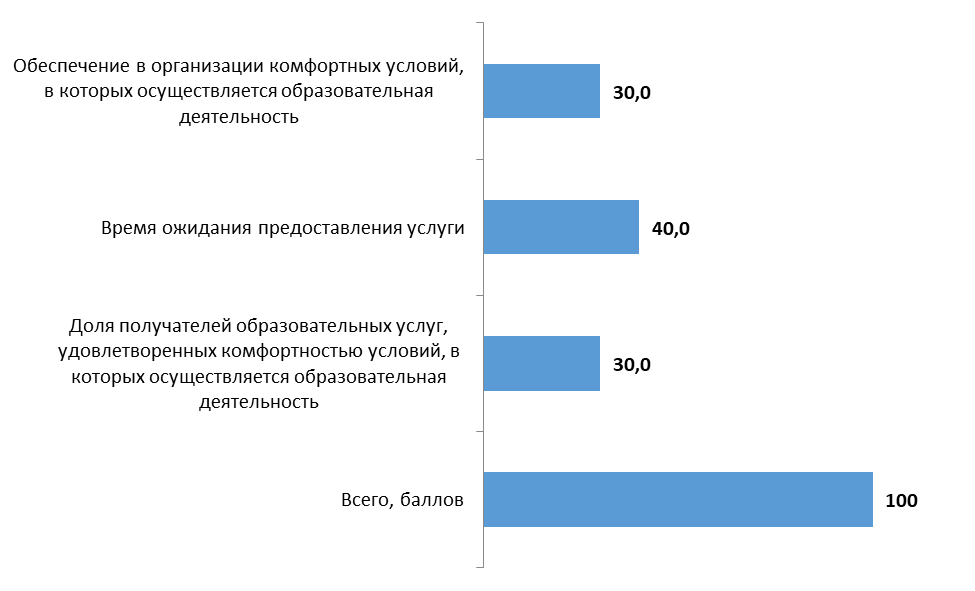 Обеспечение в организации комфортных условий,
в которых осуществляется образовательная
деятельность
30,0
Время ожидания предоставления услуги
40,0
Доля получателей образовательных услуг,
удовлетворенных комфортностью условий, в
которых осуществляется образовательная
деятельность
30,0
Всего, баллов
100